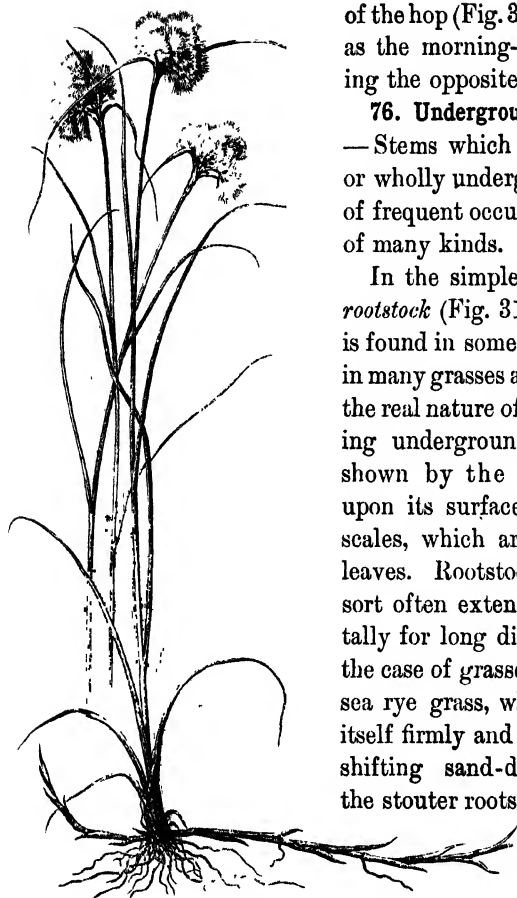 of the hop (Fig. 3
as the morning-
ing the opposite
76. Undergrou
— Stems which
or wholly underg
of frequent occu
of many kinds.
In the simple
rootstock (Fig. 31
is found in some
in many grasses a
the real nature of
ing undergroun
shown by the
upon its surface
scales, which ar
leaves. Rootsto
sort often exten
tally for long di
the case of grasse
sea rye grass, w
itself firmly and
shifting sand-d
the stouter roots